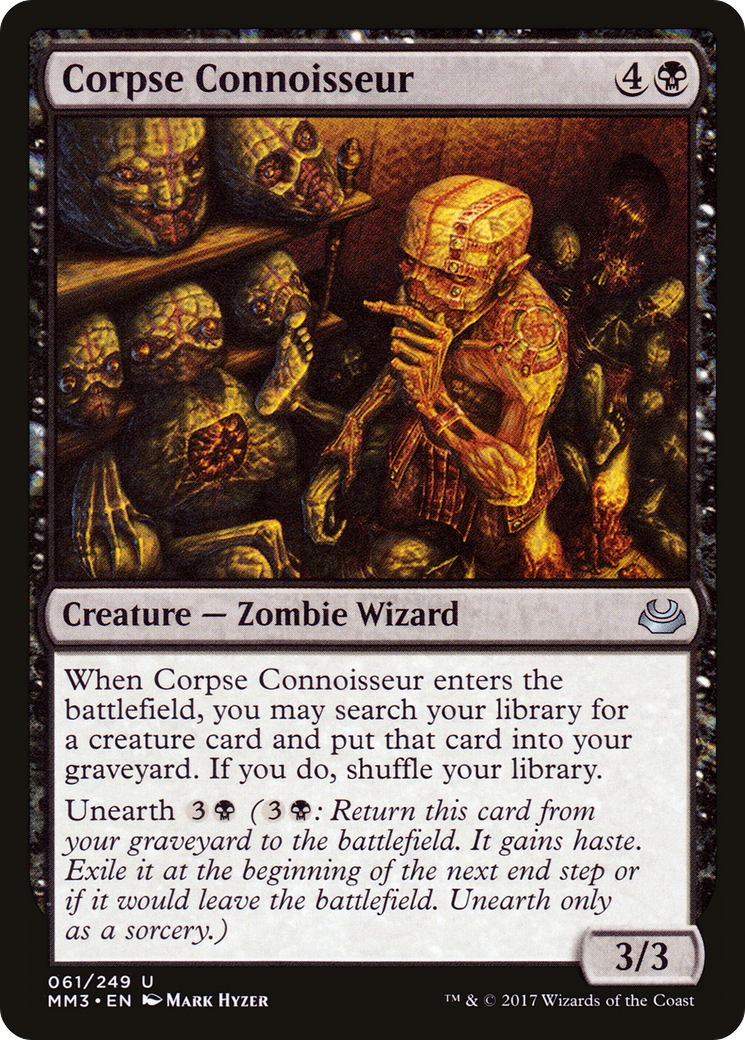 Corpse Connoisseur 4
Creature — Zombie Wizard
When Corpse Connoisseur enters the
battlefield, you may search your library for
a creature card and put that card into your
graveyard. If you do, shuffle your library.
Unearth 3 (3: Return this card from
your graveyard to the battlefield. It gains haste.
Exile it at the beginning of the next end step or
if it would leave the battlefield. Unearth only
as a sorcery.)
3/3
061/249 U
MM3 • EN Mark Hyzer
™ & © 2017 Wizards of the Coast